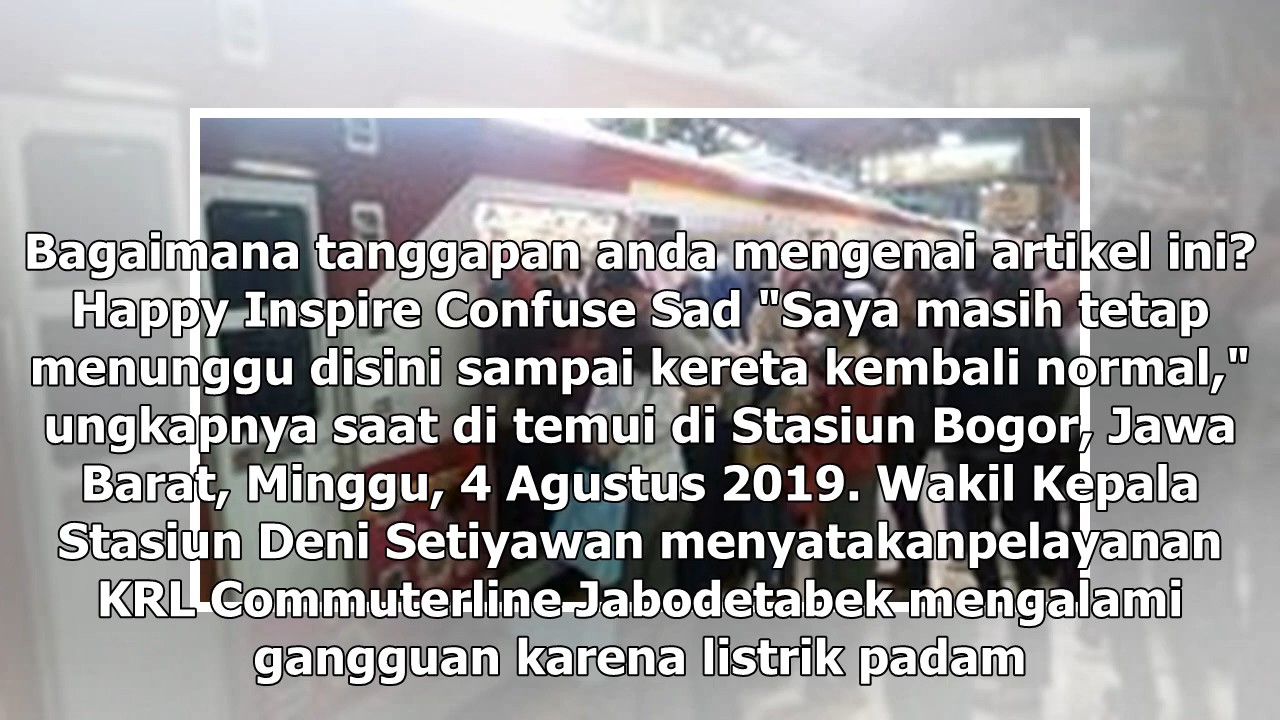 Bagaimana tanggapan anda mengenai artikel ini?
Happy Inspire Confuse Sad "Saya masih tetap
menunggu disini sampai kereta kembali normal,"
ungkapnya saat di temui di Stasiun Bogor, Jawa
Barat, Minggu, 4 Agustus 2019. Wakil Kepala
Stasiun Deni Setiyawan menyatakanpelayanan
KRL Commuterline Jabodetabek mengalami
gangguan karena listrik padam